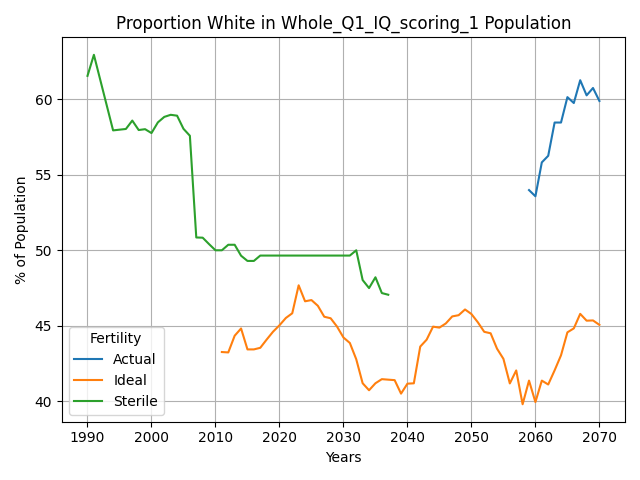 Proportion White in Whole_Q1_IQ_scoring_1 Population
% of Population
60
55
50
45
40
Fertility
Actual
Ideal
Sterile
1990 2000 2010 2020 2030 2040 2050 2060 2070
Years